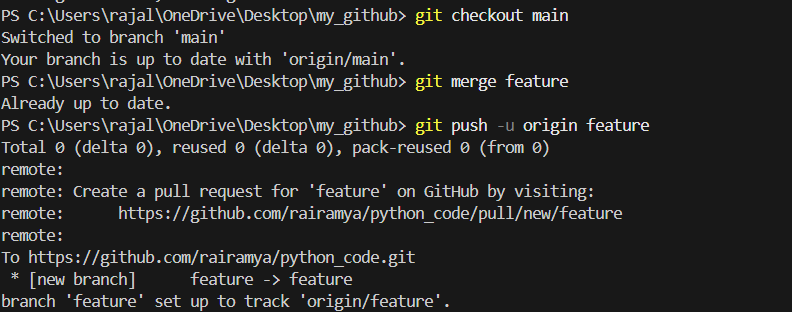 PS C:\Users\rajal\OneDrive\Desktop\my_github> git checkout main
Switched to branch 'main'
Your branch is up to date with 'origin/main'.
PS C:\Users\rajal\OneDrive\Desktop\my_github> git merge feature
Already up to date.
PS C:\Users\rajal\OneDrive\Desktop\my_github> git push -u origin feature
Total 0 (delta 0), reused 0 (delta 0), pack-reused 0 (from 0)
remote:
remote: Create a pull request for 'feature' on GitHub by visiting:
remote:      https://github.com/rairamya/python_code/pull/new/feature
remote:
To https://github.com/rairamya/python_code.git
 * [new branch]      feature -> feature
branch 'feature' set up to track 'origin/feature'.